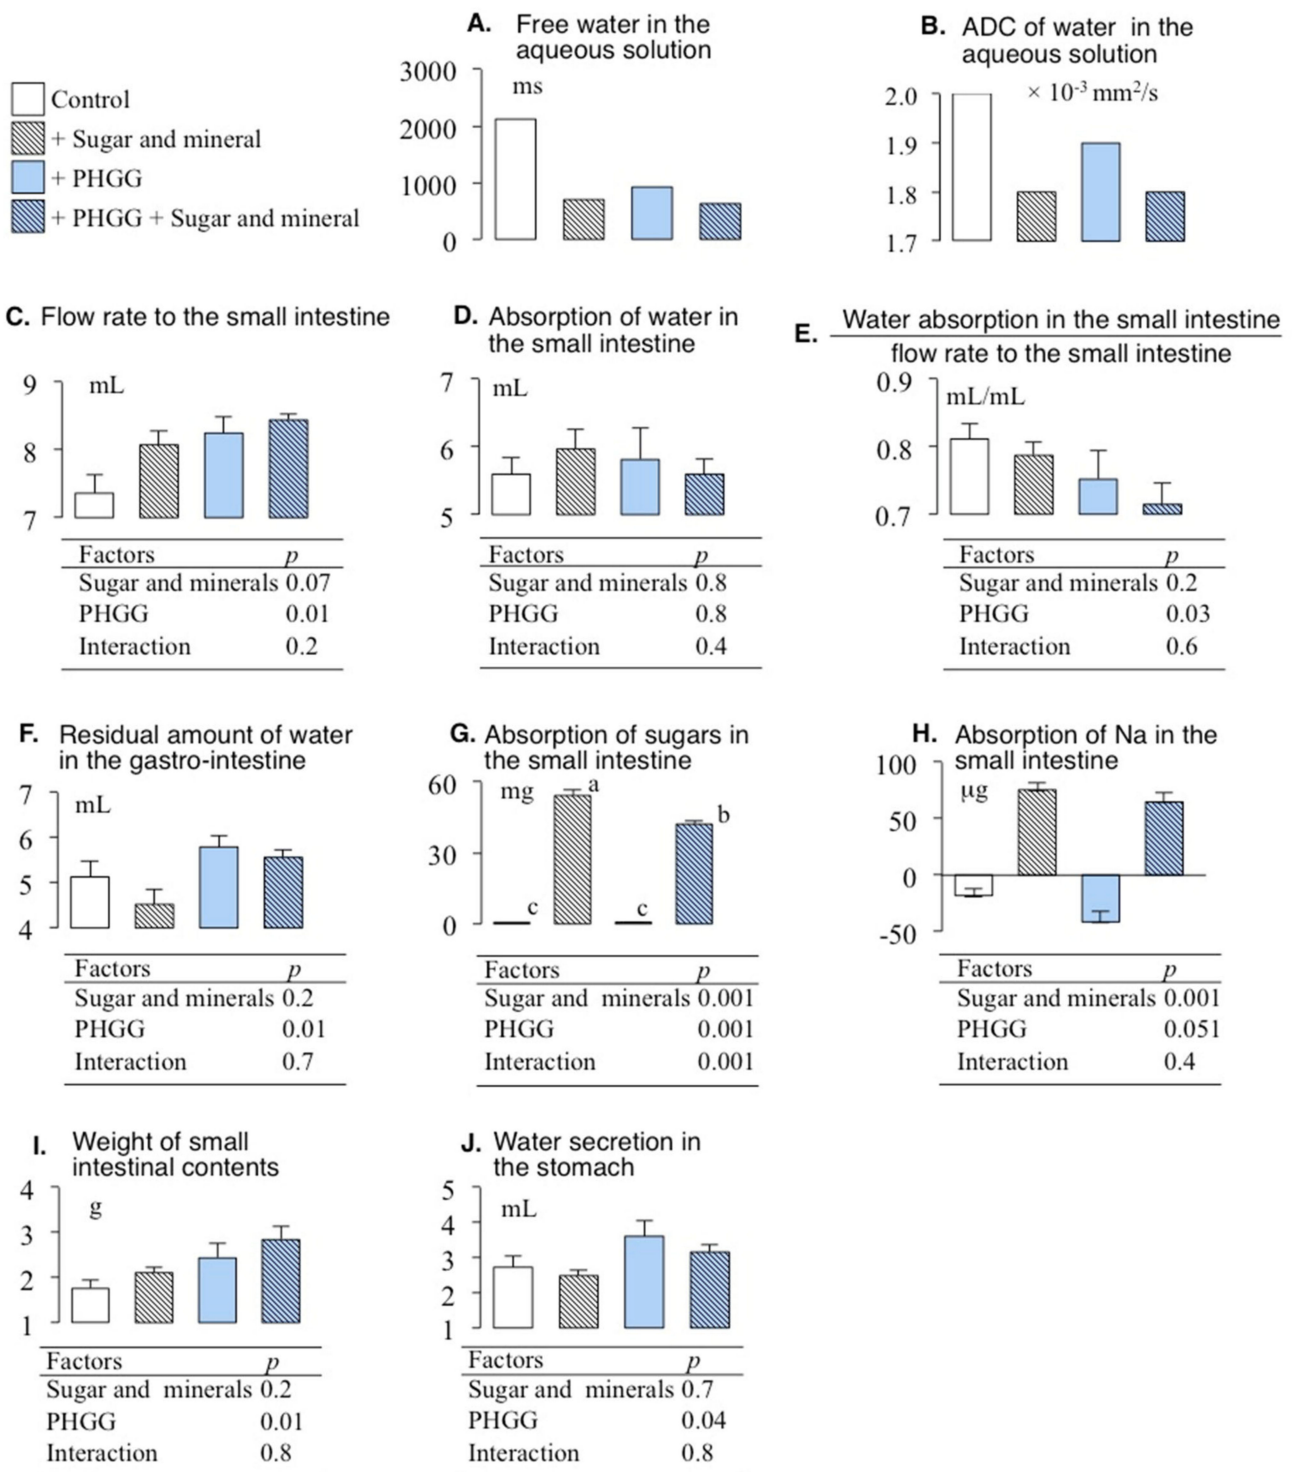 A. Free water in the
aqueous solution
3000
ms
2000
1000
0
B. ADC of water in the
aqueous solution
2.0
× 10⁻³ mm²/s
1.9
1.8
1.7
Control
+ Sugar and mineral
+ PHGG
+ PHGG + Sugar and mineral
C. Flow rate to the small intestine
9
mL
8
7
Factors p
Sugar and minerals 0.07
PHGG 0.01
Interaction 0.2
D. Absorption of water in
the small intestine
7
mL
6
5
Factors p
Sugar and minerals 0.8
PHGG 0.8
Interaction 0.4
E. Water absorption in the small intestine
flow rate to the small intestine
0.9
mL/mL
0.8
0.7
Factors p
Sugar and minerals 0.2
PHGG 0.03
Interaction 0.6
F. Residual amount of water
in the gastro-intestine
7
mL
6
5
4
Factors p
Sugar and minerals 0.2
PHGG 0.01
Interaction 0.7
G. Absorption of sugars in
the small intestine
60
mg
a
b
30
c
c
0
Factors p
Sugar and minerals 0.001
PHGG 0.001
Interaction 0.001
H. Absorption of Na in the
small intestine
100
µg
50
0
-50
Factors p
Sugar and minerals 0.001
PHGG 0.051
Interaction 0.4
I. Weight of small
intestinal contents
4
g
3
2
1
Factors p
Sugar and minerals 0.2
PHGG 0.01
Interaction 0.8
J. Water secretion in
the stomach
5
mL
4
3
2
1
Factors p
Sugar and minerals 0.7
PHGG 0.04
Interaction 0.8